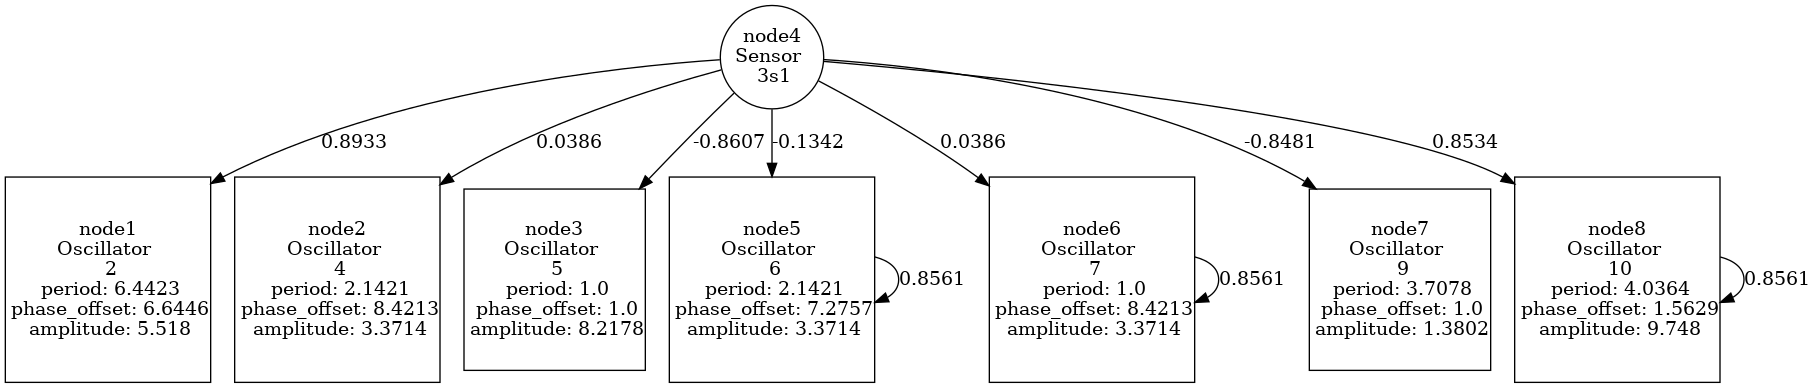 node4
Sensor
3s1
0.8933
0.0386
-0.8607
-0.1342
0.0386
-0.8481
0.8534
node1
Oscillator
2
period: 6.4423
phase_offset: 6.6446
amplitude: 5.518
node2
Oscillator
4
period: 2.1421
phase_offset: 8.4213
amplitude: 3.3714
node3
Oscillator
5
period: 1.0
phase_offset: 1.0
amplitude: 8.2178
node5
Oscillator
6
period: 2.1421
phase_offset: 7.2757
amplitude: 3.3714
0.8561
node6
Oscillator
7
period: 1.0
phase_offset: 8.4213
amplitude: 3.3714
0.8561
node7
Oscillator
9
period: 3.7078
phase_offset: 1.0
amplitude: 1.3802
node8
Oscillator
10
period: 4.0364
phase_offset: 1.5629
amplitude: 9.748
0.8561